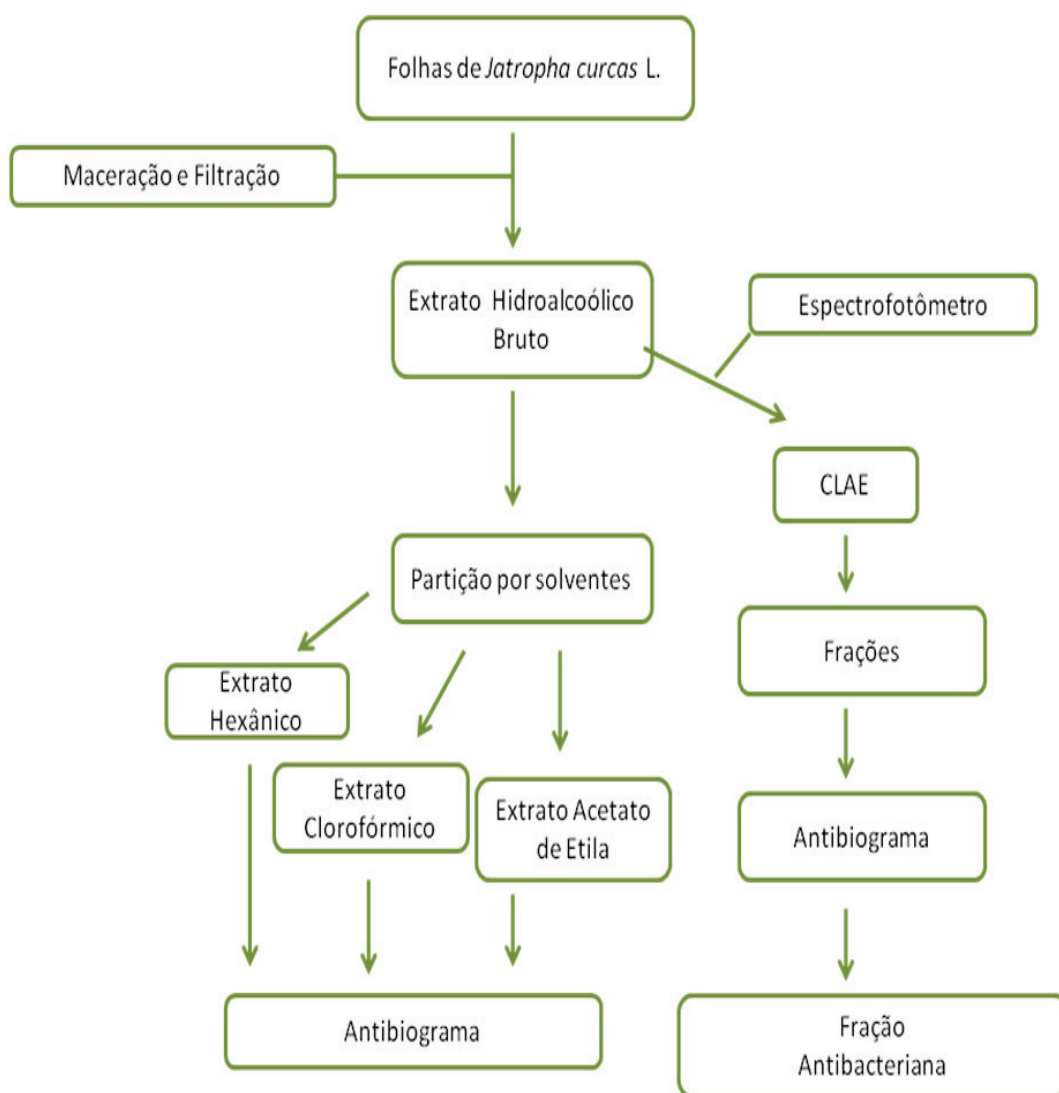 Folhas de Jatropha curcas L.
Maceração e Filtração
Extrato Hidroalcoólico
Bruto
Espectrofotômetro
CLAE
Partição por solventes
Frações
Extrato
Hexânico
Extrato
Clorofórmico
Extrato Acetato
de Etila
Antibiograma
Antibiograma
Fração
Antibacteriana